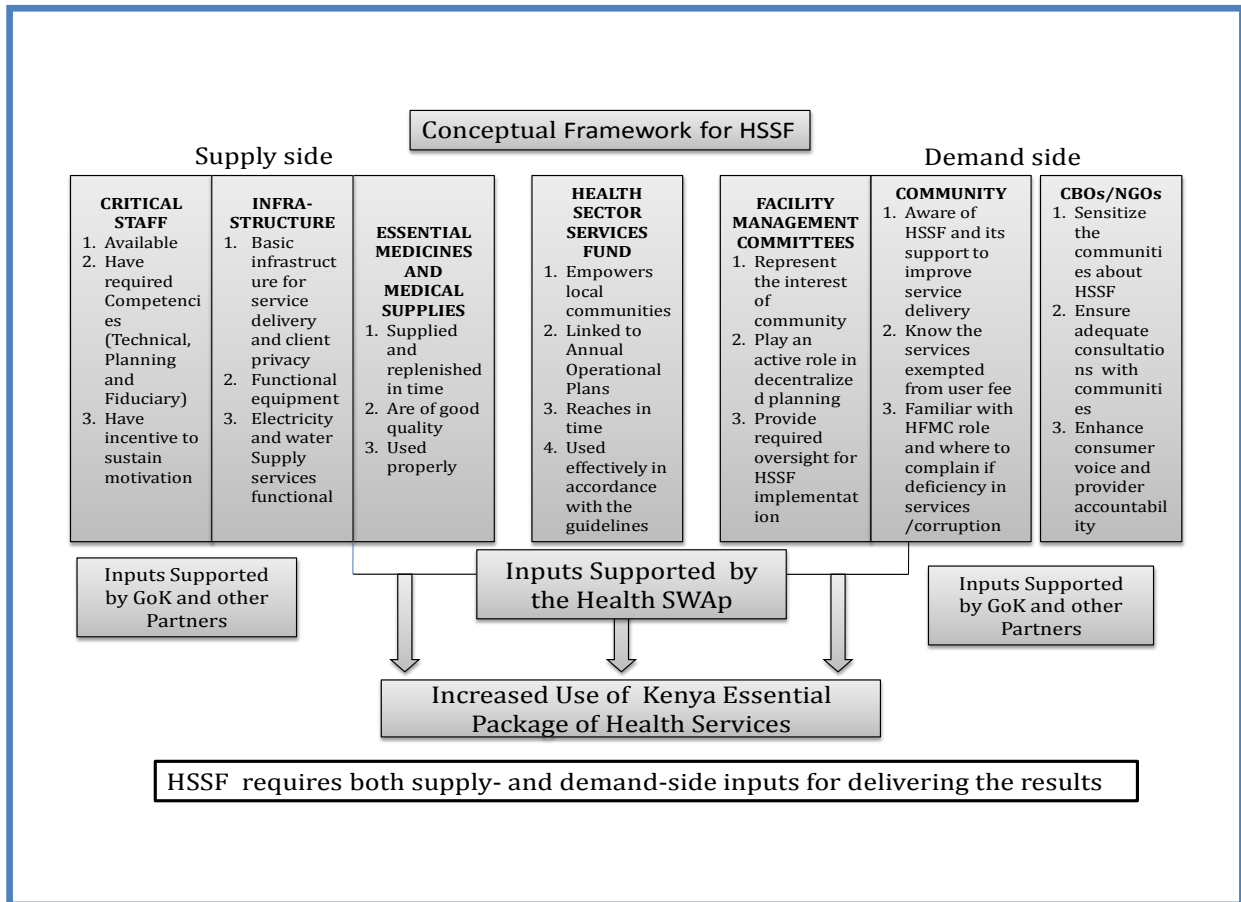 Conceptual Framework for HSSF
Supply side
Demand side
CRITICAL
STAFF
1. Available
2. Have
required
Competenci
es
(Technical,
Planning
and
Fiduciary)
3. Have
incentive to
sustain
motivation
INFRA-
STRUCTURE
1. Basic
infrastruct
ure for
service
delivery
and client
privacy
2. Functional
equipment
3. Electricity
and water
Supply
services
functional
ESSENTIAL
MEDICINES
AND
MEDICAL
SUPPLIES
1. Supplied
and
replenished
in time
2. Are of good
quality
3. Used
properly
HEALTH
SECTOR
SERVICES
FUND
1. Empowers
local
communities
2. Linked to
Annual
Operational
Plans
3. Reaches in
time
4. Used
effectively in
accordance
with the
guidelines
FACILITY
MANAGEMENT
COMMITTEES
1. Represent
the interest
of
community
2. Play an
active role in
decentralize
d planning
3. Provide
required
oversight for
HSSF
implementat
ion
COMMUNITY
1. Aware of
HSSF and its
support to
improve
service
delivery
2. Know the
services
exempted
from user fee
3. Familiar with
HFMC role
and where to
complain if
deficiency in
services
/corruption
CBOs/NGOs
1. Sensitize
the
communiti
es about
HSSF
2. Ensure
adequate
consultatio
ns with
communiti
es
3. Enhance
consumer
voice and
provider
accountabil
ity
Inputs Supported
by GoK and other
Partners
Inputs Supported by
the Health SWAp
Inputs Supported
by GoK and other
Partners
Increased Use of Kenya Essential
Package of Health Services
HSSF requires both supply- and demand-side inputs for delivering the results